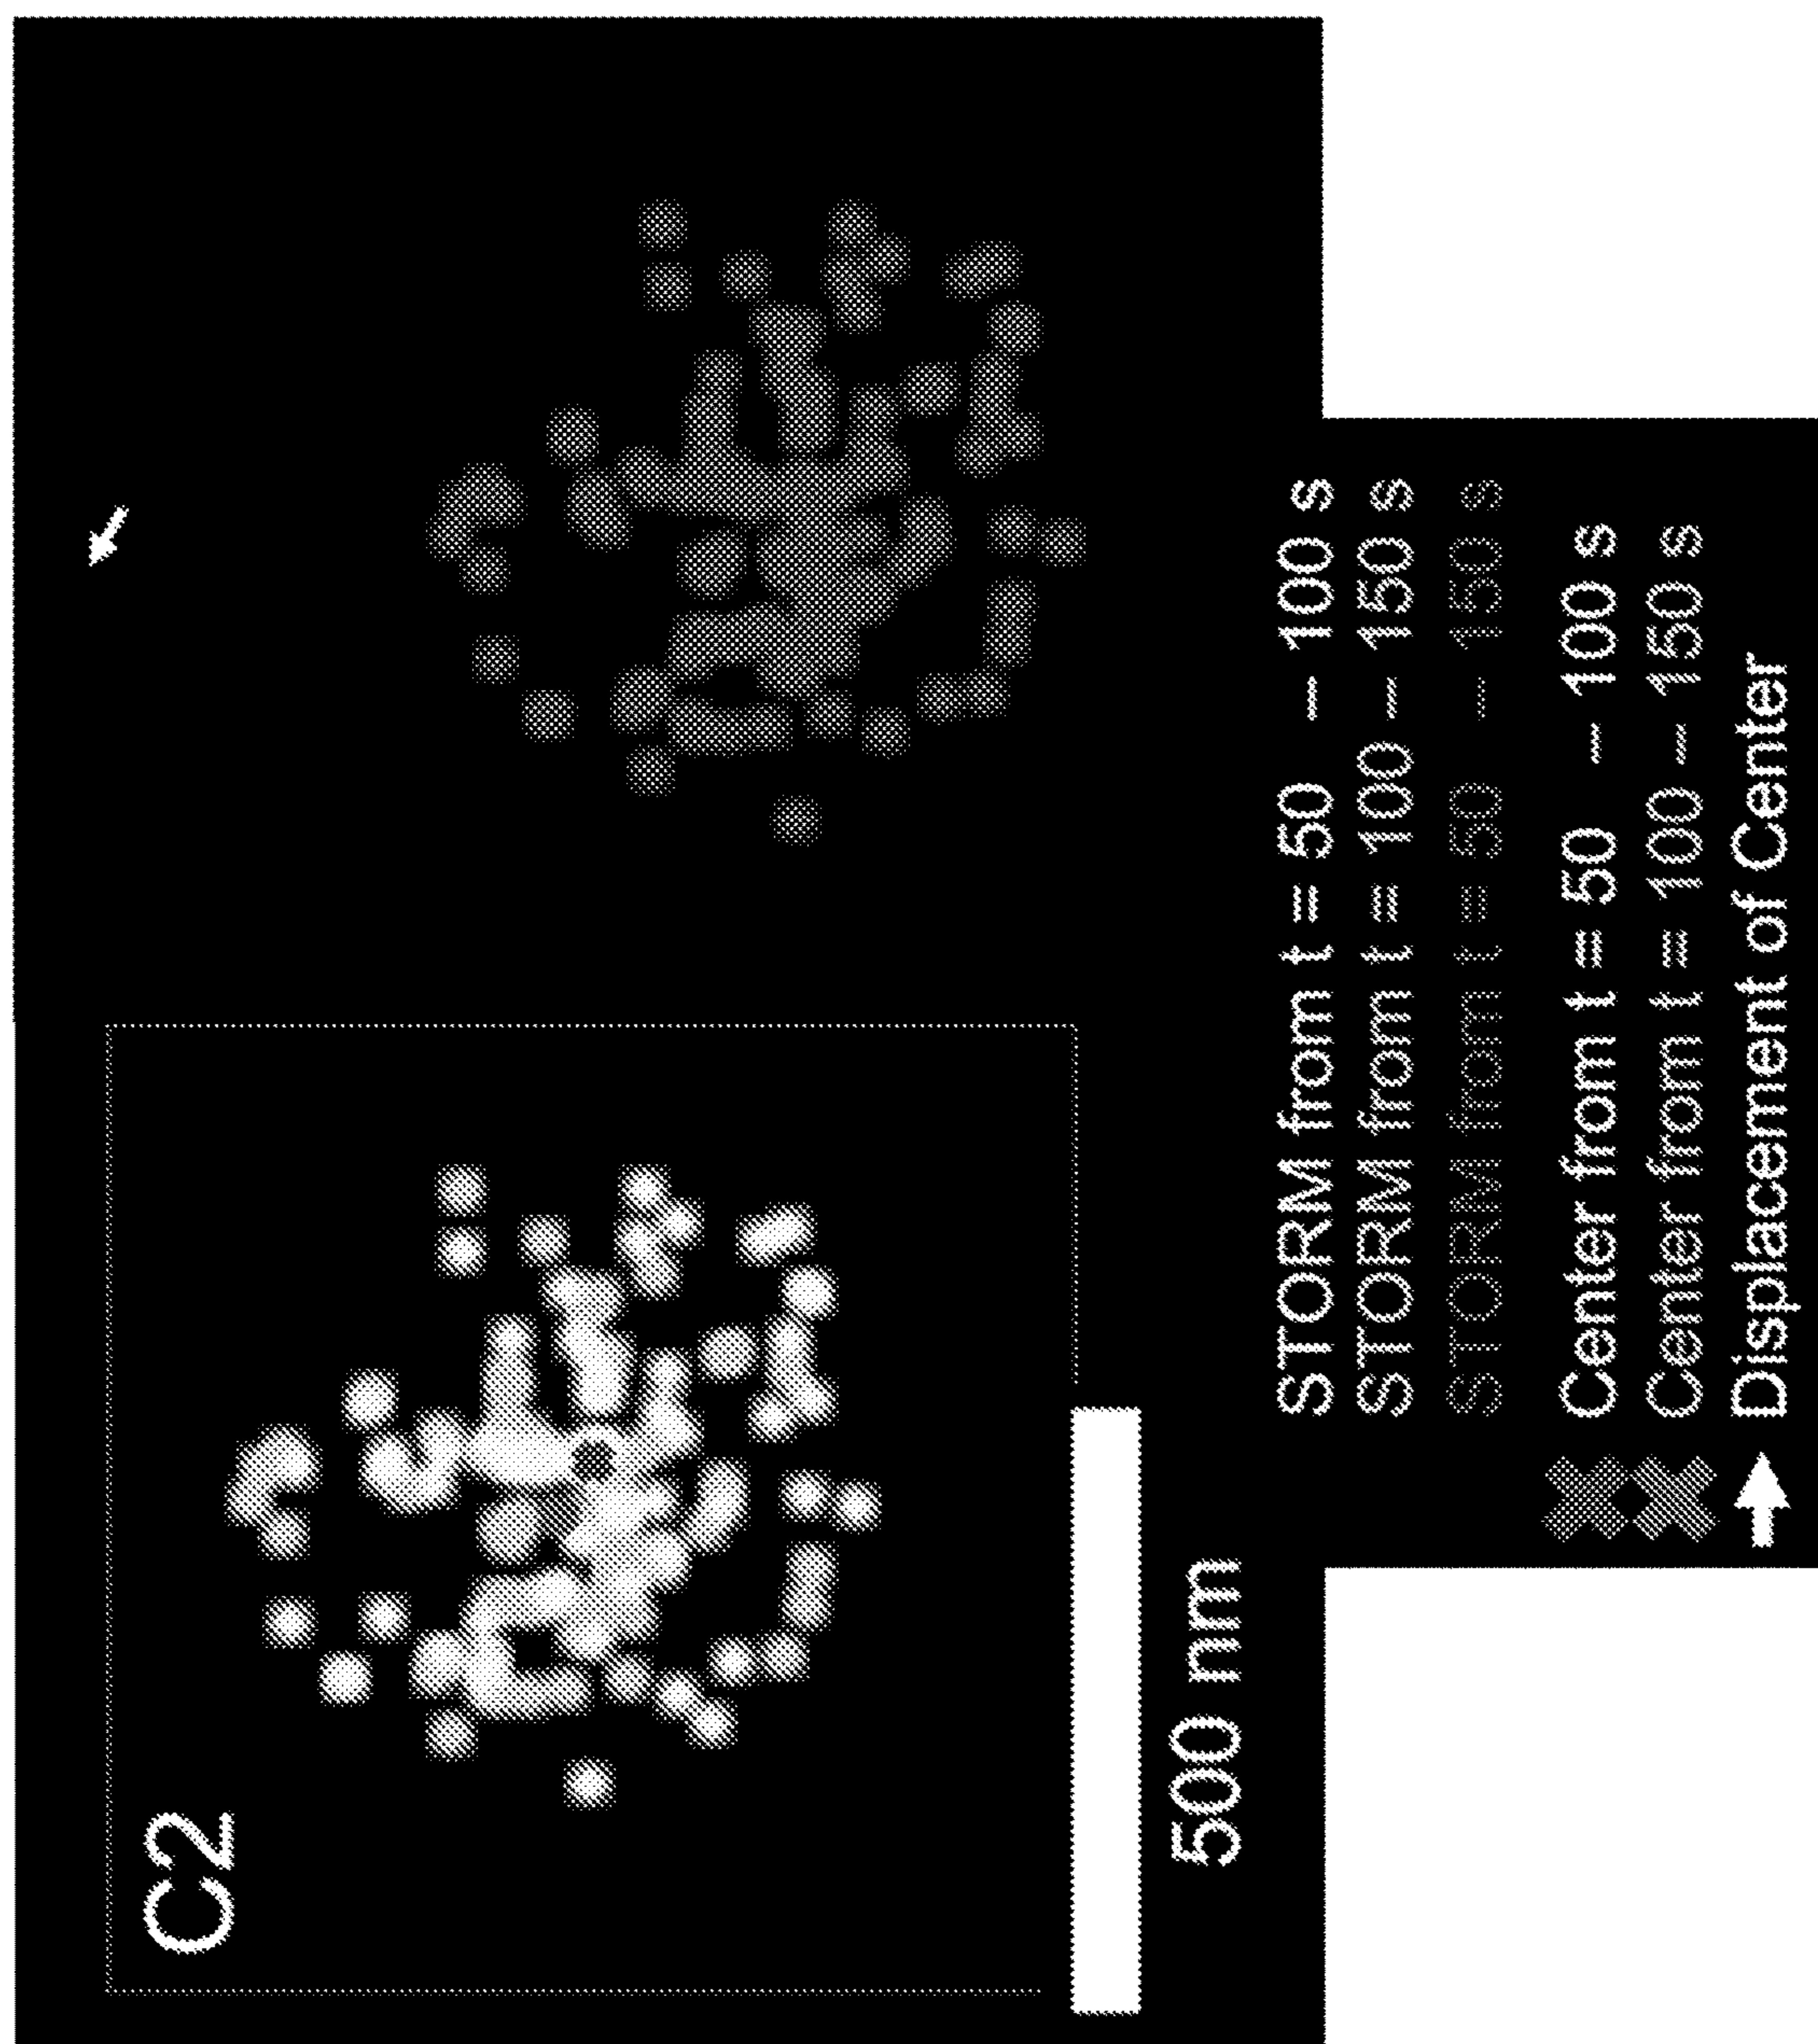 C2
500 nm
STORM from t = 50 – 100 s
STORM from t = 100 – 150 s
STORM from t = 50 – 150 s
Center from t = 50 – 100 s
Center from t = 100 – 150 s
Displacement of Center